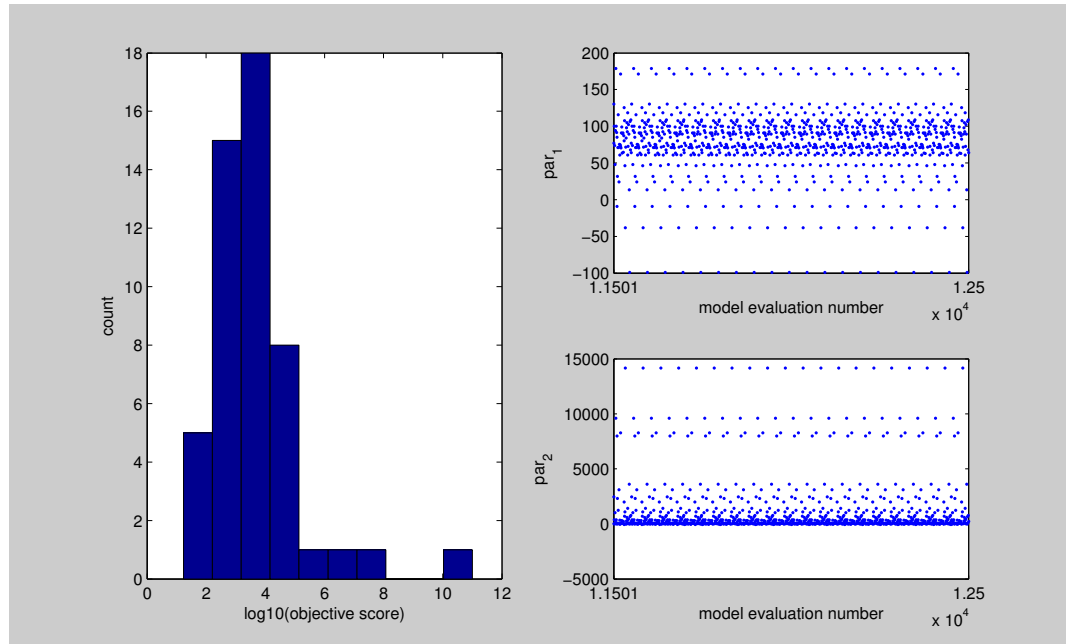 18
16
14
12
10
8
6
4
2
0
count
0 2 4 6 8 10 12
log10(objective score)
200
150
100
50
0
−50
−100
par1
1.1501 1.25
model evaluation number
x 10^4
15000
10000
5000
0
−5000
par2
1.1501 1.25
model evaluation number
x 10^4